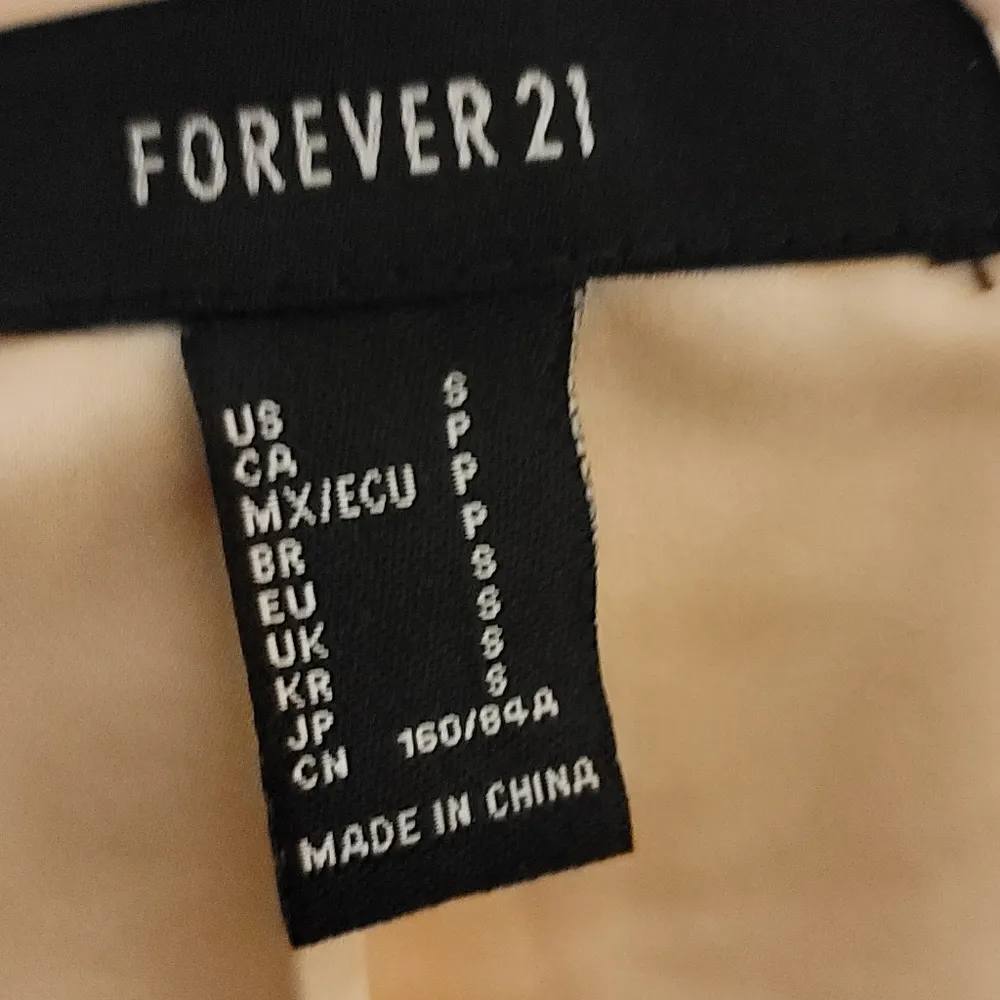 FOREVER 21
US S
CA P
MX/ECU P
BR P
EU S
UK S
KR S
JP S
CN 160/84A
MADE IN CHINA